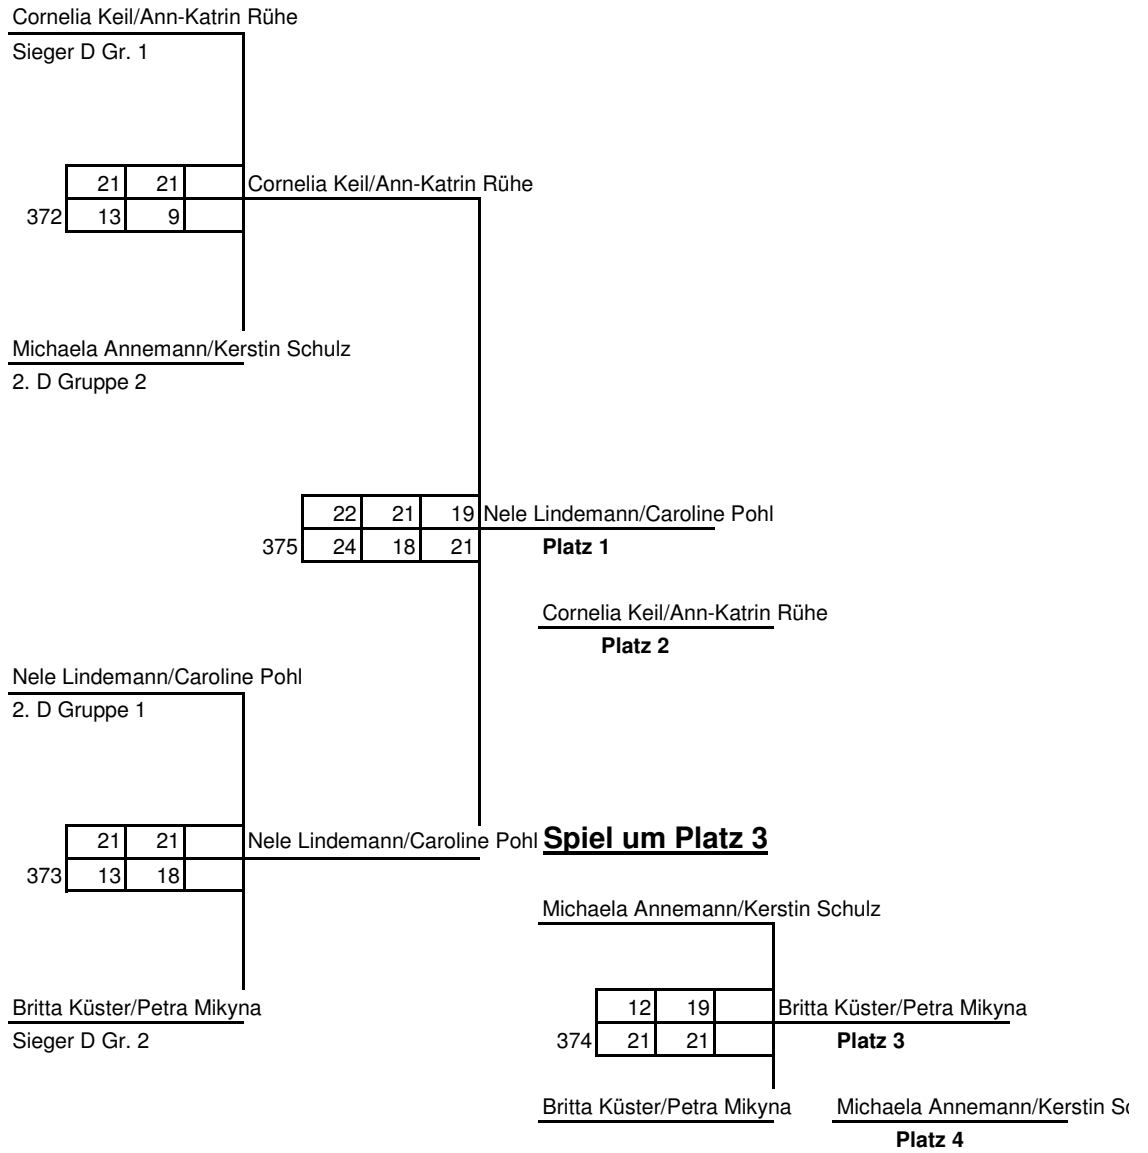 Cornelia Keil/Ann-Katrin Rühe
Sieger D Gr. 1
21 21 Cornelia Keil/Ann-Katrin Rühe
372 13 9
Michaela Annemann/Kerstin Schulz
2. D Gruppe 2
22 21 19 Nele Lindemann/Caroline Pohl
375 24 18 21 Platz 1
Cornelia Keil/Ann-Katrin Rühe
Platz 2
Nele Lindemann/Caroline Pohl
2. D Gruppe 1
21 21 Nele Lindemann/Caroline Pohl Spiel um Platz 3
373 13 18
Michaela Annemann/Kerstin Schulz
Britta Küster/Petra Mikyna 12 19 Britta Küster/Petra Mikyna
Sieger D Gr. 2 374 21 21 Platz 3
Britta Küster/Petra Mikyna Michaela Annemann/Kerstin Sc
Platz 4